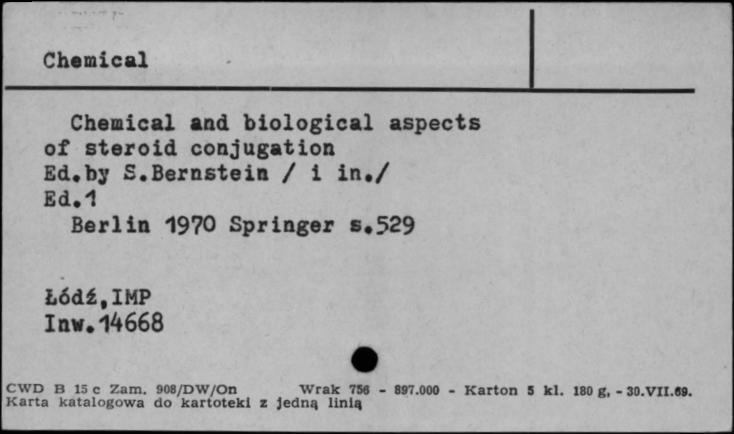 Chemical
Chemical and biological aspects
of steroid conjugation
Ed.by S.Bernstein / i in./
Ed.1
Berlin 1970 Springer s.529
Łódź,IMP
Inw.14668
CWD B 15 c Zam. 908/DW/On Wrak 756 - 897.000 - Karton 5 kl. 180 g, - 30.VII.69.
Karta katalogowa do kartoteki z jedną linią